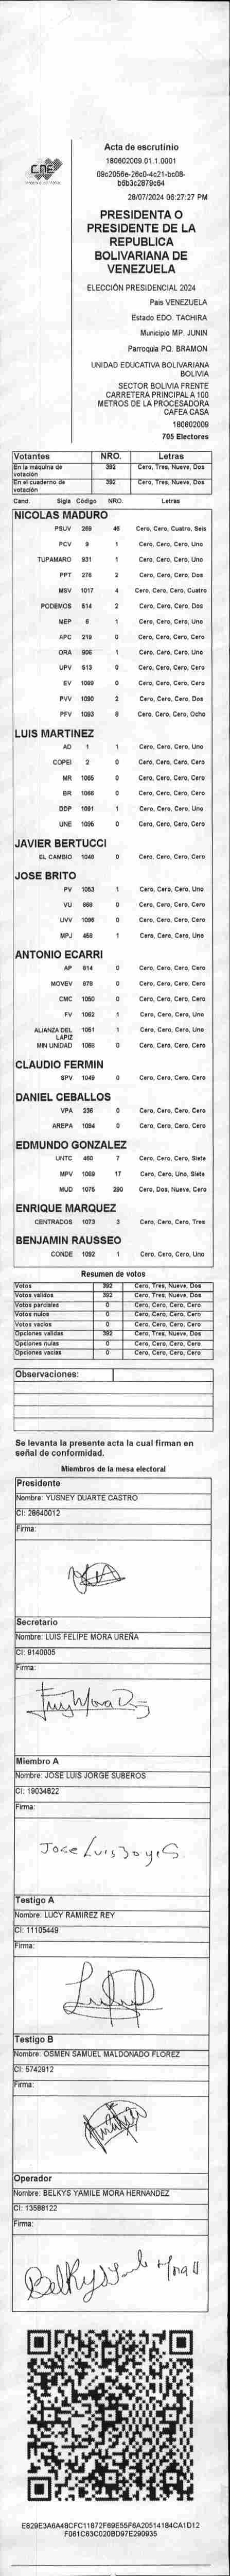 CNE
Acta de escrutinio
180602009.01.1.0001
09c2056e-26c0-4c21-bc08-
b6b3c2879c64
28/07/2024 06:27:27 PM
PRESIDENTA O
PRESIDENTE DE LA
REPUBLICA
BOLIVARIANA DE
VENEZUELA
ELECCIÓN PRESIDENCIAL 2024
Pais VENEZUELA
Estado EDO. TACHIRA
Municipio MP. JUNIN
Parroquia PQ. BRAMON
UNIDAD EDUCATIVA BOLIVARIANA
BOLIVIA
SECTOR BOLIVIA FRENTE
CARRETERA PRINCIPAL A 100
METROS DE LA PROCESADORA
CAFEA CASA
180602009
705 Electores
Votantes NRO. Letras
En la máquina de votación 392 Cero, Tres, Nueve, Dos
En el cuaderno de votación 392 Cero, Tres, Nueve, Dos
Cand. Sigla Código NRO. Letras
NICOLAS MADURO
PSUV 269 46 Cero, Cero, Cuatro, Seis
PCV 9 1 Cero, Cero, Cero, Uno
TUPAMARO 931 1 Cero, Cero, Cero, Uno
PPT 276 2 Cero, Cero, Cero, Dos
MSV 1017 4 Cero, Cero, Cero, Cuatro
PODEMOS 614 2 Cero, Cero, Cero, Dos
MEP 6 1 Cero, Cero, Cero, Uno
APC 219 0 Cero, Cero, Cero, Cero
ORA 906 1 Cero, Cero, Cero, Uno
UPV 513 0 Cero, Cero, Cero, Cero
EV 1089 0 Cero, Cero, Cero, Cero
PVV 1090 2 Cero, Cero, Cero, Dos
PFV 1093 8 Cero, Cero, Cero, Ocho
LUIS MARTINEZ
AD 1 1 Cero, Cero, Cero, Uno
COPEI 2 0 Cero, Cero, Cero, Cero
MR 1065 0 Cero, Cero, Cero, Cero
BR 1066 0 Cero, Cero, Cero, Cero
DDP 1091 1 Cero, Cero, Cero, Uno
UNE 1095 0 Cero, Cero, Cero, Cero
JAVIER BERTUCCI
EL CAMBIO 1048 0 Cero, Cero, Cero, Cero
JOSE BRITO
PV 1053 1 Cero, Cero, Cero, Uno
VU 868 0 Cero, Cero, Cero, Cero
UVV 1096 0 Cero, Cero, Cero, Cero
MPJ 458 1 Cero, Cero, Cero, Uno
ANTONIO ECARRI
AP 814 0 Cero, Cero, Cero, Cero
MOVEV 879 0 Cero, Cero, Cero, Cero
CMC 1050 0 Cero, Cero, Cero, Cero
FV 1062 1 Cero, Cero, Cero, Uno
ALIANZA DEL LAPIZ 1051 1 Cero, Cero, Cero, Uno
MIN UNIDAD 1068 0 Cero, Cero, Cero, Cero
CLAUDIO FERMIN
SPV 1049 0 Cero, Cero, Cero, Cero
DANIEL CEBALLOS
VPA 236 0 Cero, Cero, Cero, Cero
AREPA 1094 0 Cero, Cero, Cero, Cero
EDMUNDO GONZALEZ
UNTC 460 7 Cero, Cero, Cero, Siete
MPV 1069 17 Cero, Cero, Uno, Siete
MUD 1075 290 Cero, Dos, Nueve, Cero
ENRIQUE MARQUEZ
CENTRADOS 1073 3 Cero, Cero, Cero, Tres
BENJAMIN RAUSSEO
CONDE 1092 1 Cero, Cero, Cero, Uno
Resumen de votos
Votos 392 Cero, Tres, Nueve, Dos
Votos validos 392 Cero, Tres, Nueve, Dos
Votos parciales 0 Cero, Cero, Cero, Cero
Votos nulos 0 Cero, Cero, Cero, Cero
Votos vacíos 0 Cero, Cero, Cero, Cero
Opciones validas 392 Cero, Tres, Nueve, Dos
Opciones nulas 0 Cero, Cero, Cero, Cero
Opciones vacías 0 Cero, Cero, Cero, Cero
Observaciones:
Se levanta la presente acta la cual firman en
señal de conformidad.
Miembros de la mesa electoral
Presidente
Nombre: YUSNEY DUARTE CASTRO
CI: 28640012
Firma:
Secretario
Nombre: LUIS FELIPE MORA UREÑA
CI: 9140005
Firma:
Miembro A
Nombre: JOSE LUIS JORGE SUBEROS
CI: 19034822
Firma:
Jose Luis
Testigo A
Nombre: LUCY RAMIREZ REY
CI: 11105449
Firma:
Testigo B
Nombre: OSMEN SAMUEL MALDONADO FLOREZ
CI: 5742912
Firma:
Operador
Nombre: BELKYS YAMILE MORA HERNANDEZ
CI: 13588122
Firma:
Belkys Mora H
E829E3A6A48CFC11872F69E55F6A20514184CA1D12
F061C63C020BD97E290935